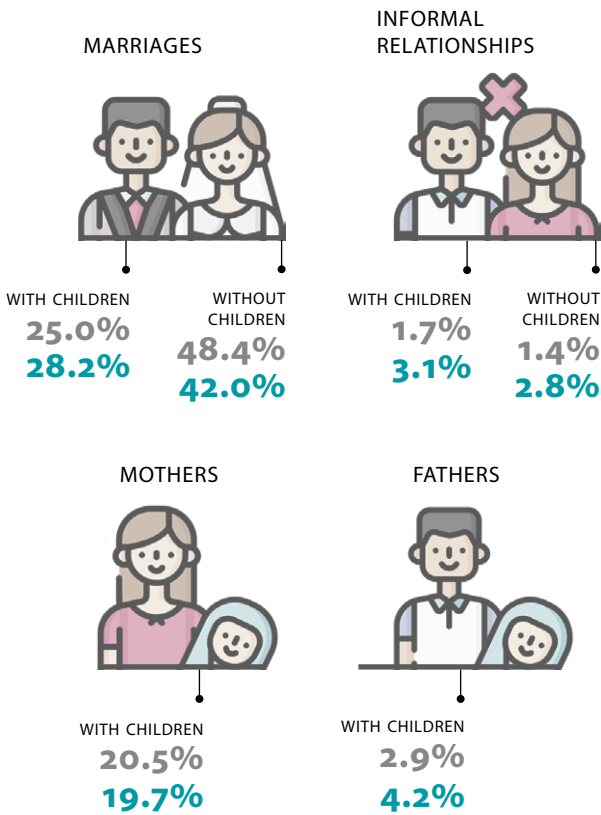 MARRIAGES
INFORMAL
RELATIONSHIPS
WITH CHILDREN
25.0%
28.2%
WITHOUT
CHILDREN
48.4%
42.0%
WITH CHILDREN
1.7%
3.1%
WITHOUT
CHILDREN
1.4%
2.8%
MOTHERS
FATHERS
WITH CHILDREN
20.5%
19.7%
WITH CHILDREN
2.9%
4.2%